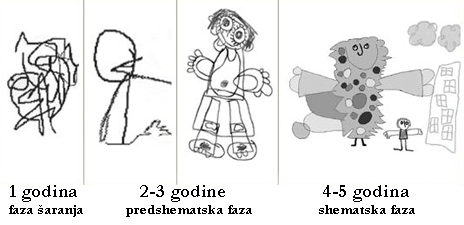 1 godina 2-3 godine 4-5 godina
faza šaranja predshematska faza shematska faza